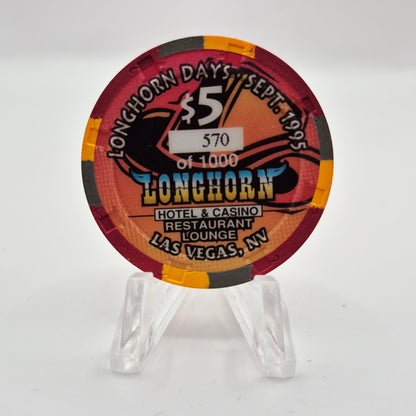 LONGHORN DAYS SEPT. 1995
$5
570
of 1000
LONGHORN
HOTEL & CASINO
RESTAURANT
LOUNGE
LAS VEGAS, NV